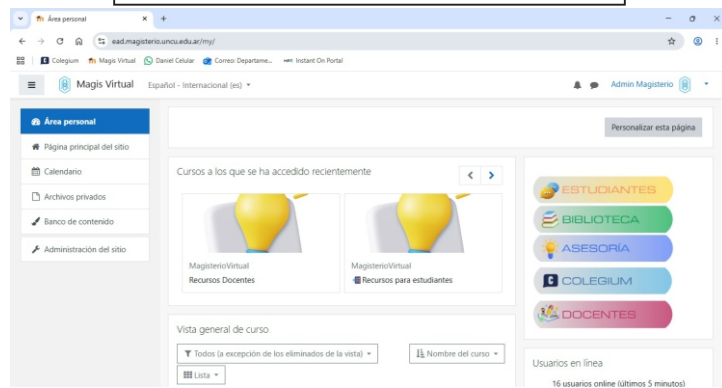 Área personal
ead.magisterio.uncu.edu.ar/my/
Colegium
Magis Virtual
Daniel Celular
Correo: Departame...
Instant On Portal
Magis Virtual
Español - Internacional (es)
Admin Magisterio
Área personal
Página principal del sitio
Calendario
Archivos privados
Banco de contenido
Administración del sitio
Personalizar esta página
Cursos a los que se ha accedido recientemente
MagisterioVirtual
Recursos Docentes
MagisterioVirtual
Recursos para estudiantes
Vista general de curso
Todos (a excepción de los eliminados de la vista)
Nombre del curso
Lista
ESTUDIANTES
BIBLIOTECA
ASESORÍA
COLEGIUM
DOCENTES
Usuarios en línea
16 usuarios online (últimos 5 minutos)